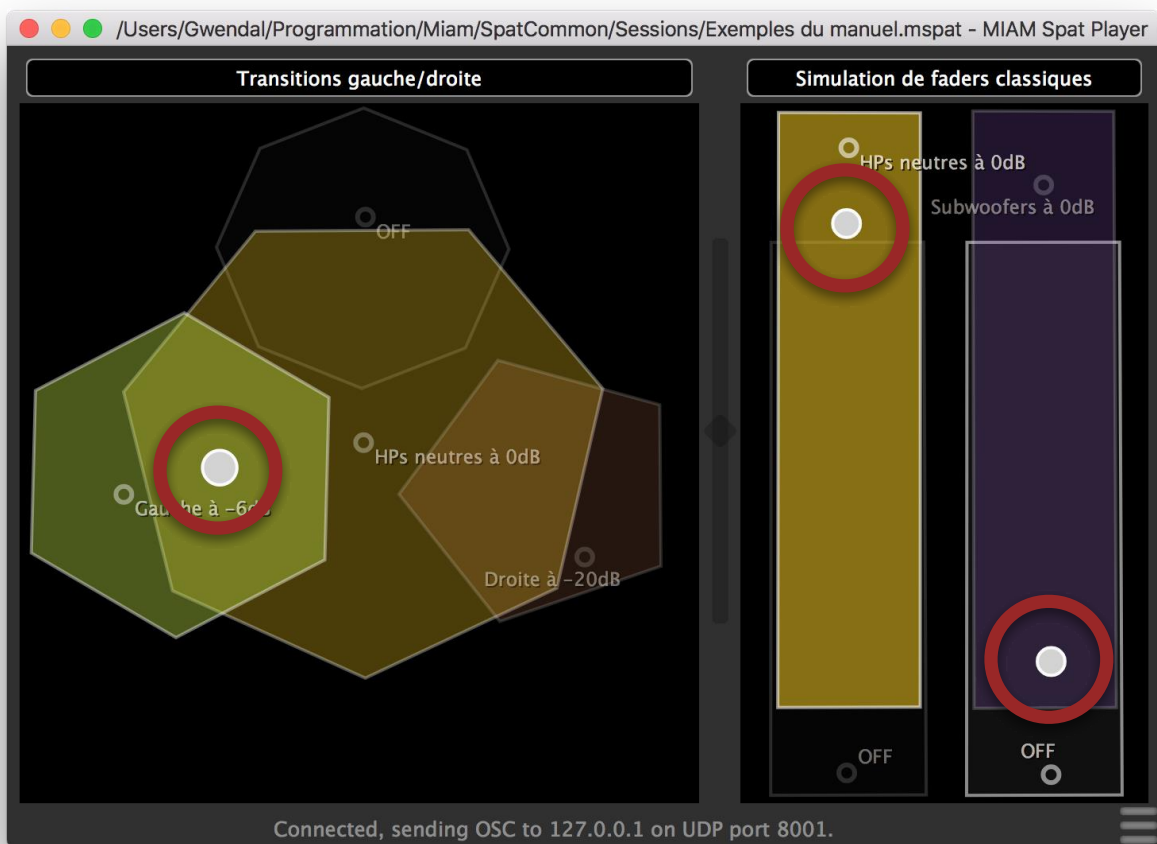 /Users/Gwendal/Programmation/Miam/SpatCommon/Sessions/Exemples du manuel.mspat - MIAM Spat Player
Transitions gauche/droite
Simulation de faders classiques
OFF
HPs neutres à 0dB
Gauche à -6dB
Droite à -20dB
HPs neutres à 0dB
Subwoofers à 0dB
OFF
OFF
Connected, sending OSC to 127.0.0.1 on UDP port 8001.